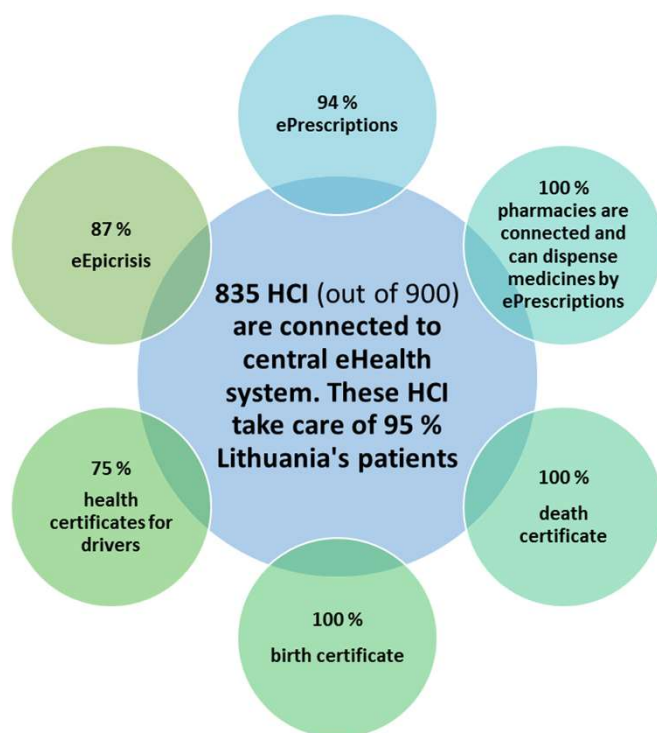 94 %
ePrescriptions
100 %
pharmacies are
connected and
can dispense
medicines by
ePrescriptions
87 %
eEpicrisis
835 HCI (out of 900)
are connected to
central eHealth
system. These HCI
take care of 95 %
Lithuania's patients
75 %
health
certificates for
drivers
100 %
death
certificate
100 %
birth certificate